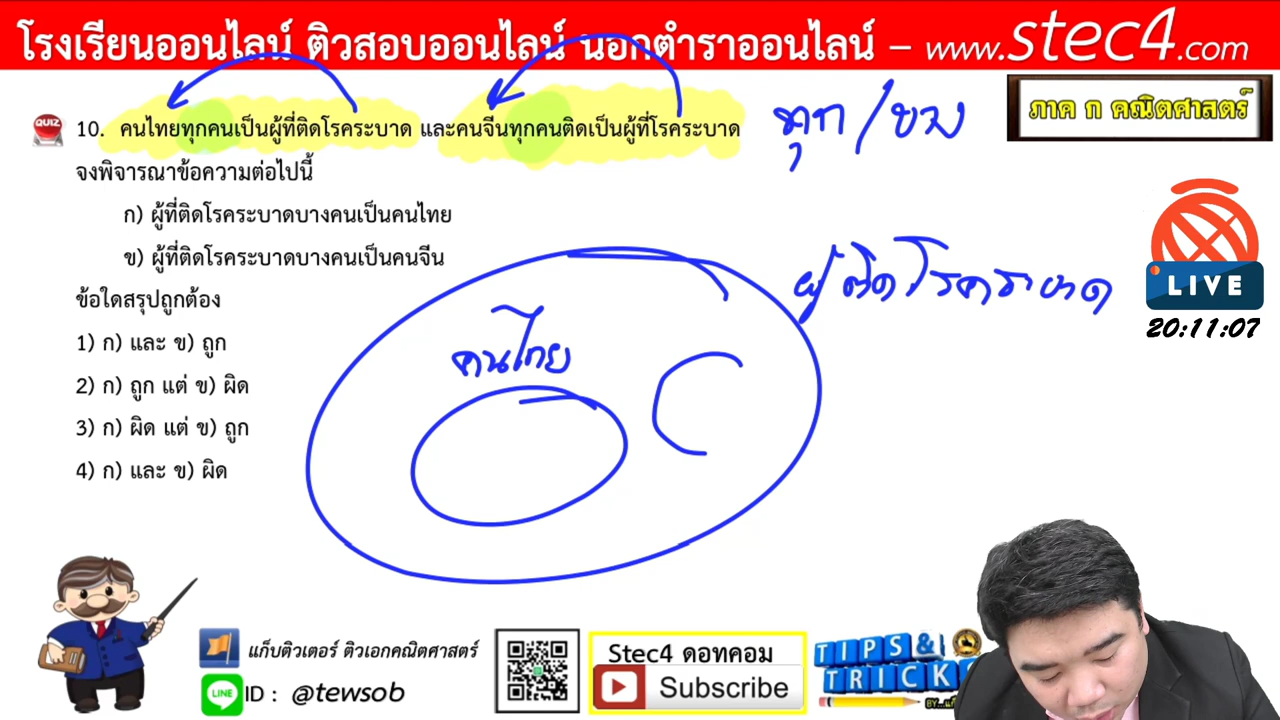 โรงเรียนออนไลน์ ติวสอบออนไลน์ นอกตำราออนไลน์ – www.stec4.com
ภาค ก คณิตศาสตร์
ทุก / บาง
QUIZ
10. คนไทยทุกคนเป็นผู้ที่ติดโรคระบาด และคนจีนทุกคนติดเป็นผู้ที่โรคระบาด
จงพิจารณาข้อความต่อไปนี้
ก) ผู้ที่ติดโรคระบาดบางคนเป็นคนไทย
ข) ผู้ที่ติดโรคระบาดบางคนเป็นคนจีน
ข้อใดสรุปถูกต้อง
1) ก) และ ข) ถูก
2) ก) ถูก แต่ ข) ผิด
3) ก) ผิด แต่ ข) ถูก
4) ก) และ ข) ผิด
ผู้ติดโรคระบาด
คนไทย
LIVE
20:11:07
แก็บติวเตอร์ ติวเอกคณิตศาสตร์
LINE ID : @tewsob
Stec4 ดอทคอม
Subscribe
TIPS &
TRICK